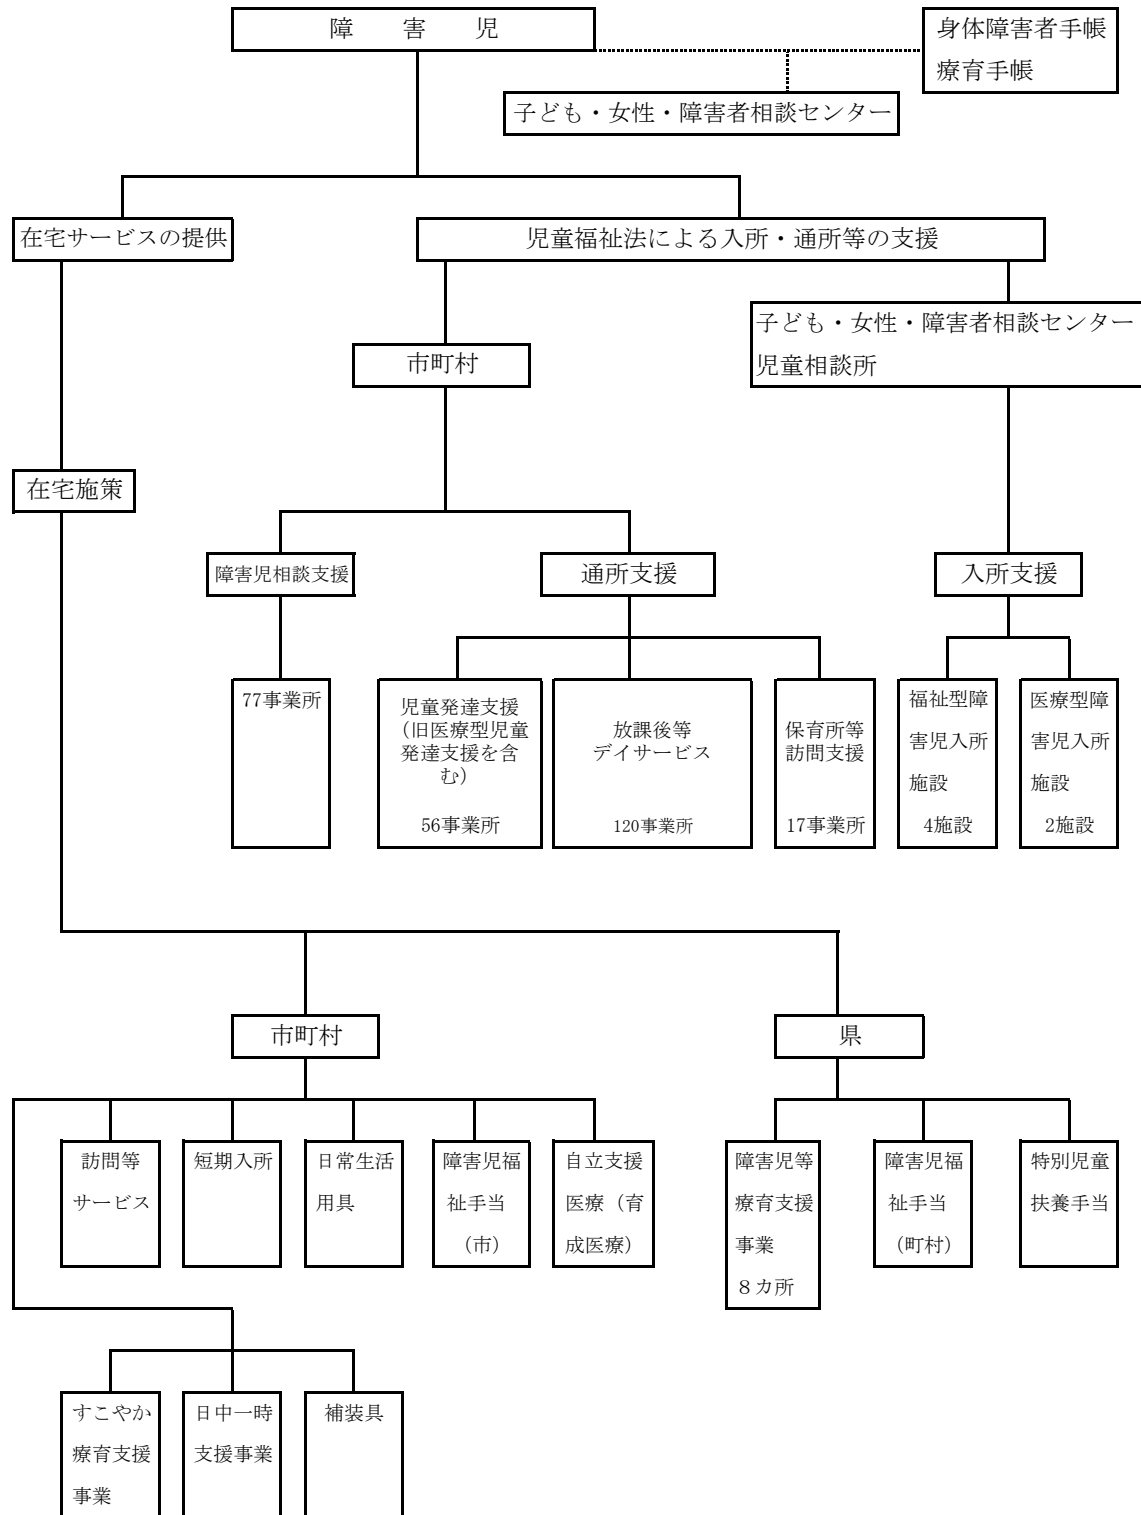 障　害　児
身体障害者手帳
療育手帳
子ども・女性・障害者相談センター
在宅サービスの提供
児童福祉法による入所・通所等の支援
子ども・女性・障害者相談センター
児童相談所
市町村
在宅施策
障害児相談支援
通所支援
入所支援
77事業所
児童発達支援
（旧医療型児童
発達支援を含
む）
56事業所
放課後等
デイサービス
120事業所
保育所等
訪問支援
17事業所
福祉型障
害児入所
施設
4施設
医療型障
害児入所
施設
2施設
市町村
県
訪問等
サービス
短期入所
日常生活
用具
障害児福
祉手当
（市）
自立支援
医療（育
成医療）
障害児等
療育支援
事業
８カ所
障害児福
祉手当
（町村）
特別児童
扶養手当
すこやか
療育支援
事業
日中一時
支援事業
補装具